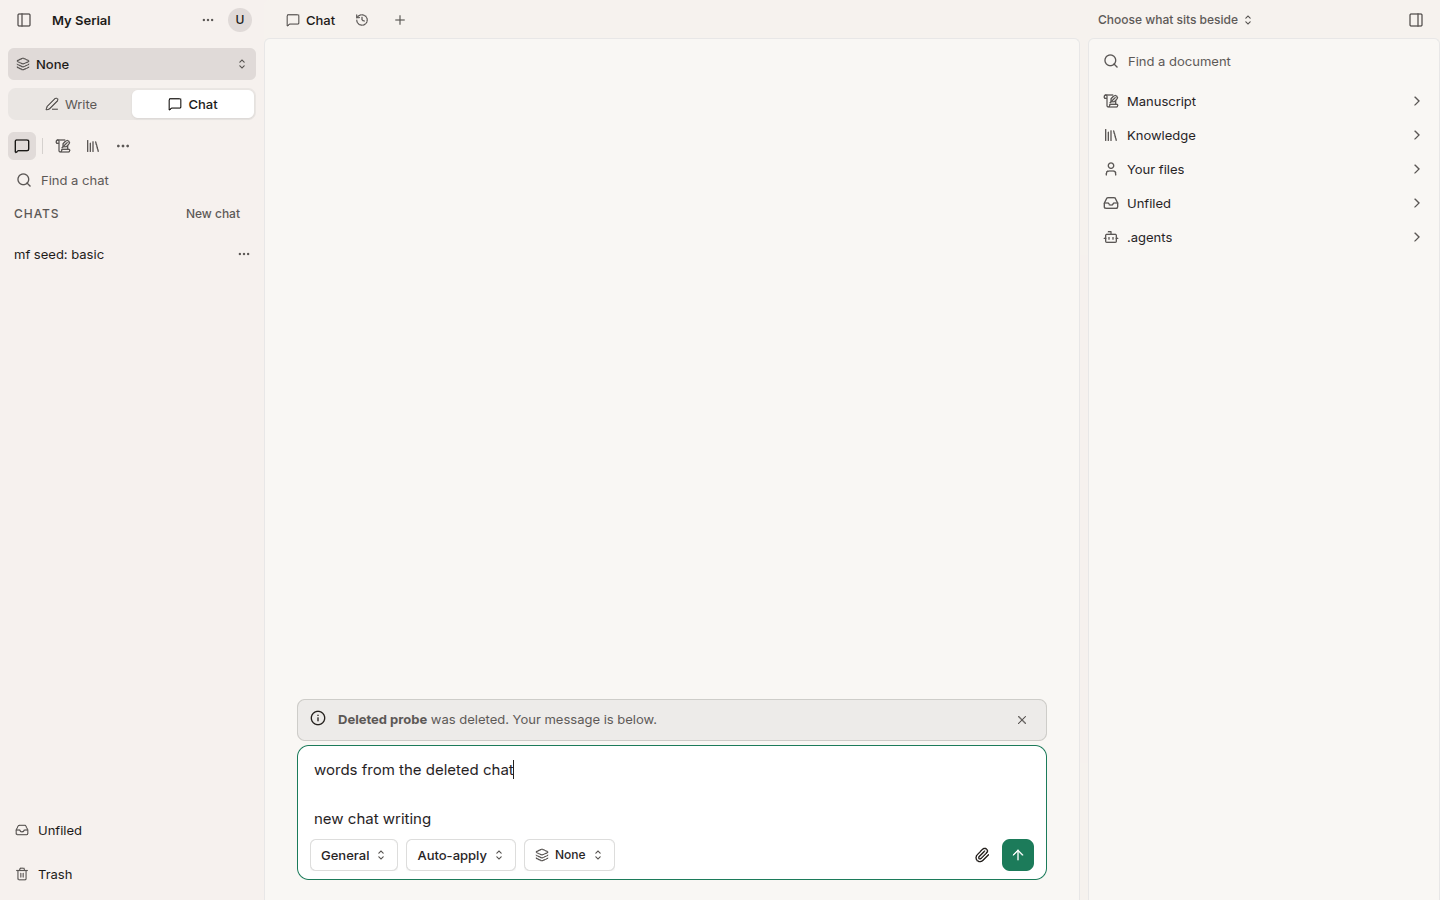 My Serial
U
None
Write
Chat
Find a chat
CHATS
New chat
mf seed: basic
Unfiled
Trash
Chat
Deleted probe was deleted. Your message is below.
words from the deleted chat
new chat writing
General
Auto-apply
None
Choose what sits beside
Find a document
Manuscript
Knowledge
Your files
Unfiled
.agents